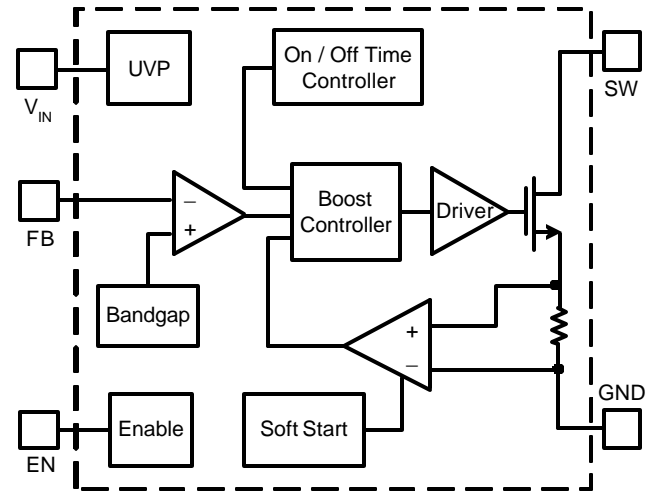 UVP
On / Off Time
Controller
SW
VIN
Boost
Controller
Driver
−
+
FB
Bandgap
+
−
GND
Enable
Soft Start
EN